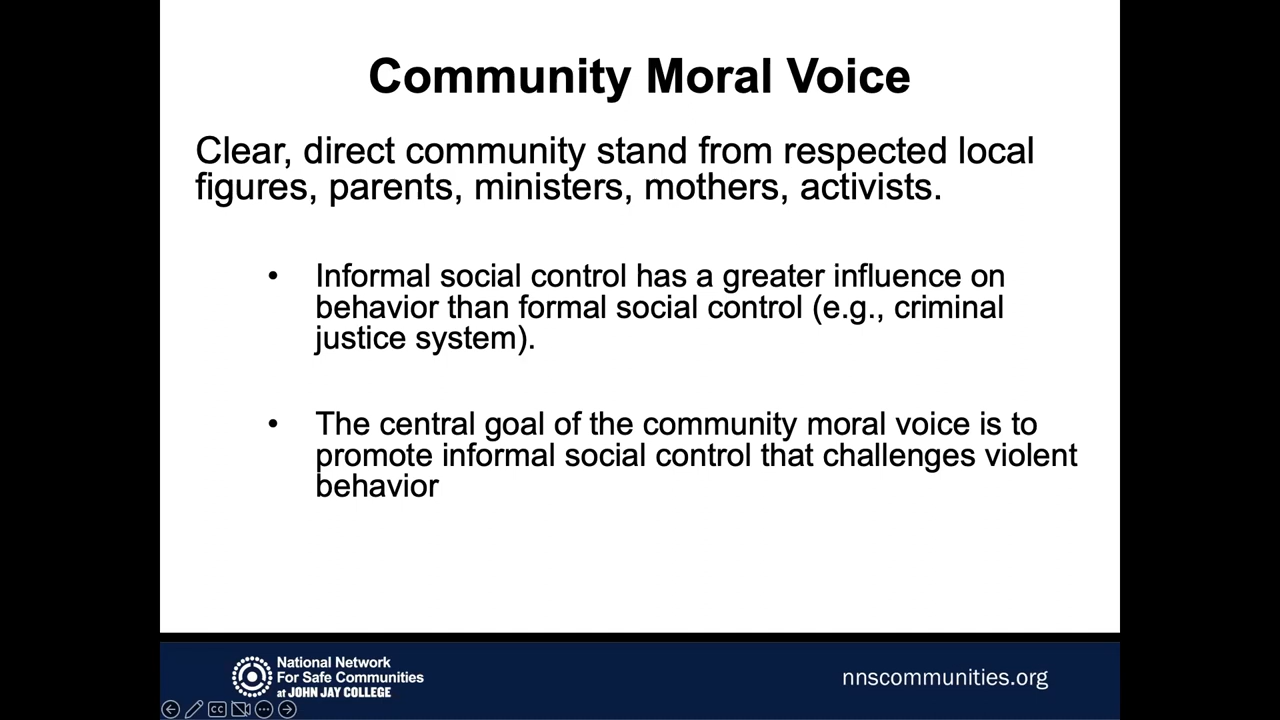 Community Moral Voice
Clear, direct community stand from respected local
figures, parents, ministers, mothers, activists.
• Informal social control has a greater influence on
behavior than formal social control (e.g., criminal
justice system).
• The central goal of the community moral voice is to
promote informal social control that challenges violent
behavior
National Network
For Safe Communities
at JOHN JAY COLLEGE
nnscommunities.org
CC